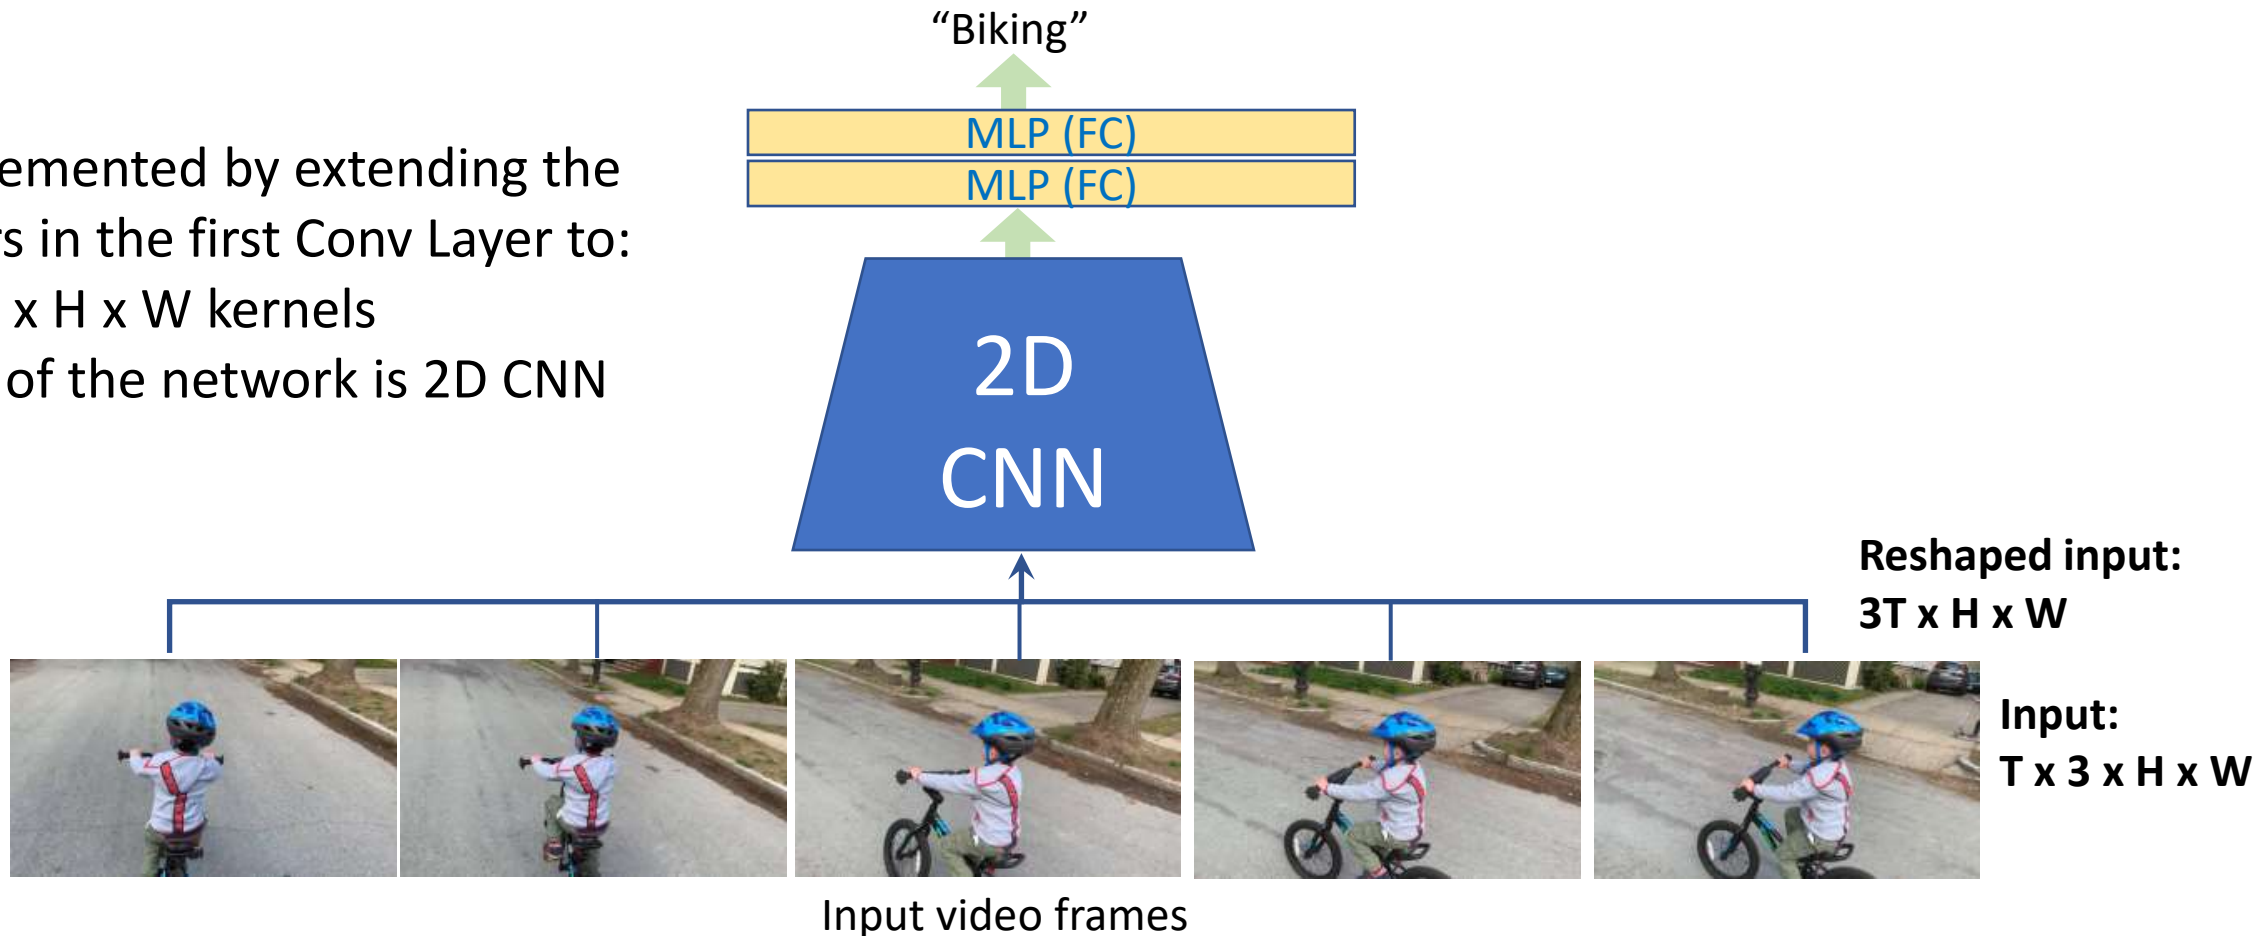 “Biking”
MLP (FC)
MLP (FC)
emented by extending the
rs in the first Conv Layer to:
x H x W kernels
of the network is 2D CNN
2D
CNN
Reshaped input:
3T x H x W
Input:
T x 3 x H x W
Input video frames